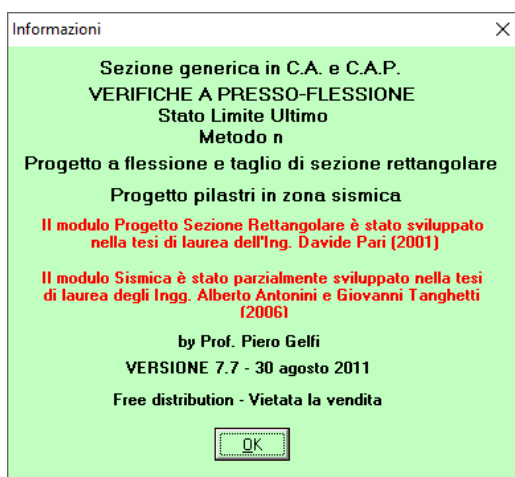 Informazioni
Sezione generica in C.A. e C.A.P.
VERIFICHE A PRESSO-FLESSIONE
Stato Limite Ultimo
Metodo n
Progetto a flessione e taglio di sezione rettangolare
Progetto pilastri in zona sismica
Il modulo Progetto Sezione Rettangolare è stato sviluppato
nella tesi di laurea dell'Ing. Davide Pari (2001)
Il modulo Sismica è stato parzialmente sviluppato nella tesi
di laurea degli Ingg. Alberto Antonini e Giovanni Tanghetti
(2006)
by Prof. Piero Gelfi
VERSIONE 7.7 - 30 agosto 2011
Free distribution - Vietata la vendita
OK